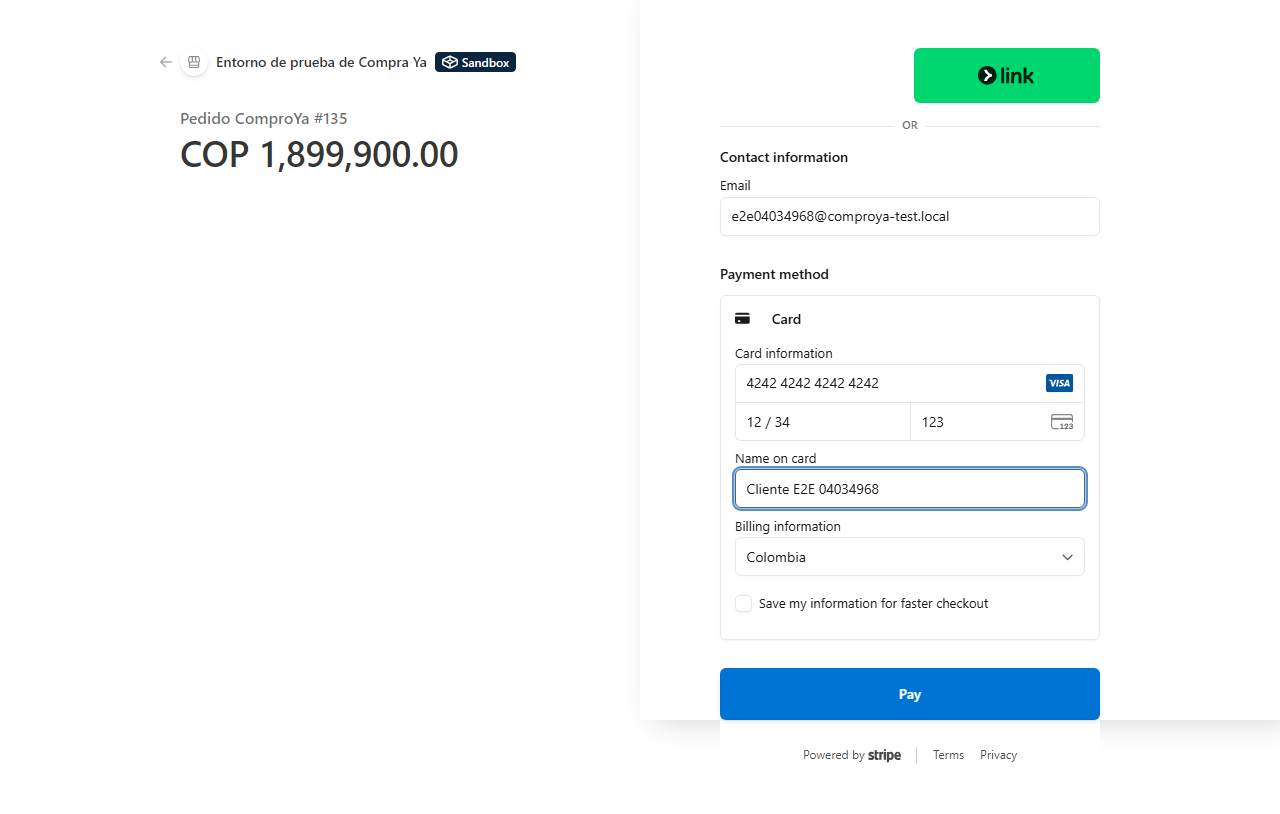 Entorno de prueba de Compra Ya Sandbox
Pedido ComproYa #135
COP 1,899,900.00
link
OR
Contact information
Email
e2e04034968@comproya-test.local
Payment method
Card
Card information
4242 4242 4242 4242 VISA
12 / 34 123 123
Name on card
Cliente E2E 04034968
Billing information
Colombia
Save my information for faster checkout
Pay
Powered by stripe Terms Privacy